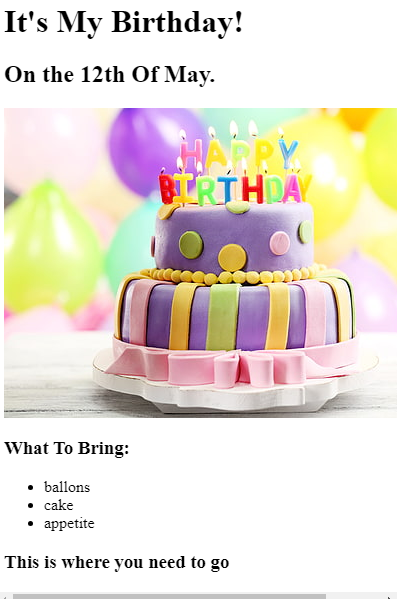 It's My Birthday!
On the 12th Of May.
HAPPY
BIRTHDAY
What To Bring:
ballons
cake
appetite
This is where you need to go